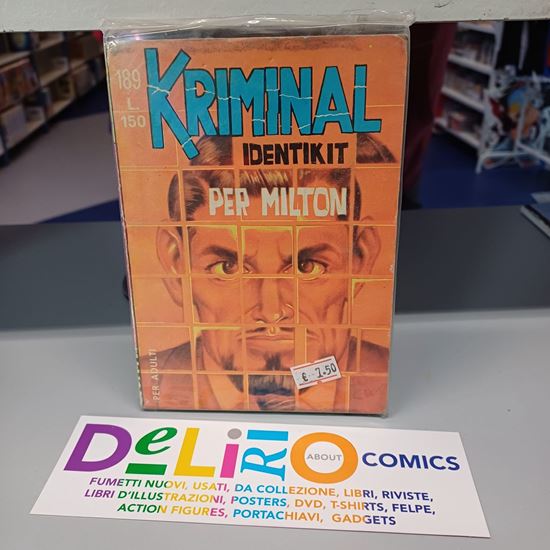 189
L.
150
KRIMINAL
IDENTIKIT
PER MILTON
PER ADULTI
€ 7.50
DeLiRiO
ABOUT
COMICS
FUMETTI NUOVI, USATI, DA COLLEZIONE, LIBRI, RIVISTE,
LIBRI D'ILLUSTRAZIONI, POSTERS, DVD, T-SHIRTS, FELPE,
ACTION FIGURES, PORTACHIAVI, GADGETS